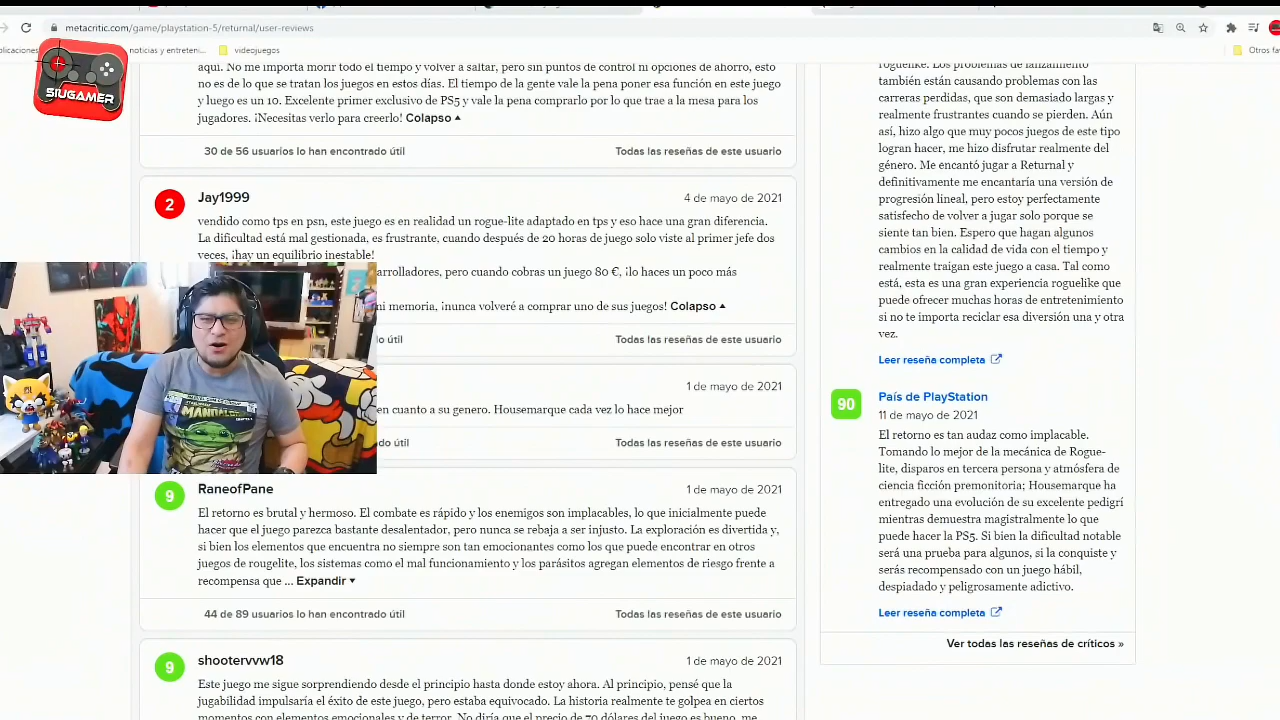 metacritic.com/game/playstation-5/returnal/user-reviews
plicaciones
noticias y entreteni...
videojuegos
Otros fa
SIUGAMER
aquí. No me importa morir todo el tiempo y volver a saltar, pero sin puntos de control ni opciones de ahorro, esto
no es de lo que se tratan los juegos en estos días. El tiempo de la gente vale la pena poner esa función en este juego
y luego es un 10. Excelente primer exclusivo de PS5 y vale la pena comprarlo por lo que trae a la mesa para los
jugadores. ¡Necesitas verlo para creerlo! Colapso
30 de 56 usuarios lo han encontrado útil
Todas las reseñas de este usuario
2
Jay1999
4 de mayo de 2021
vendido como tps en psn, este juego es en realidad un rogue-lite adaptado en tps y eso hace una gran diferencia.
La dificultad está mal gestionada, es frustrante, cuando después de 20 horas de juego solo viste al primer jefe dos
veces, ¡hay un equilibrio inestable!
arrolladores, pero cuando cobras un juego 80 €, ¡lo haces un poco más
mi memoria, ¡nunca volveré a comprar uno de sus juegos! Colapso
o útil
Todas las reseñas de este usuario
1 de mayo de 2021
en cuanto a su genero. Housemarque cada vez lo hace mejor
do útil
Todas las reseñas de este usuario
9
RaneofPane
1 de mayo de 2021
El retorno es brutal y hermoso. El combate es rápido y los enemigos son implacables, lo que inicialmente puede
hacer que el juego parezca bastante desalentador, pero nunca se rebaja a ser injusto. La exploración es divertida y,
si bien los elementos que encuentra no siempre son tan emocionantes como los que puede encontrar en otros
juegos de rougelite, los sistemas como el mal funcionamiento y los parásitos agregan elementos de riesgo frente a
recompensa que ... Expandir
44 de 89 usuarios lo han encontrado útil
Todas las reseñas de este usuario
9
shootervvw18
1 de mayo de 2021
Este juego me sigue sorprendiendo desde el principio hasta donde estoy ahora. Al principio, pensé que la
jugabilidad impulsaría el éxito de este juego, pero estaba equivocado. La historia realmente te golpea en ciertos
momentos con elementos emocionales y de terror. No diría que el precio de 70 dólares del juego es bueno, me
roguelike. Los problemas de lanzamiento
también están causando problemas con las
carreras perdidas, que son demasiado largas y
realmente frustrantes cuando se pierden. Aún
así, hizo algo que muy pocos juegos de este tipo
logran hacer, me hizo disfrutar realmente del
género. Me encantó jugar a Returnal y
definitivamente me encantaría una versión de
progresión lineal, pero estoy perfectamente
satisfecho de volver a jugar solo porque se
siente tan bien. Espero que hagan algunos
cambios en la calidad de vida con el tiempo y
realmente traigan este juego a casa. Tal como
está, esta es una gran experiencia roguelike que
puede ofrecer muchas horas de entretenimiento
si no te importa reciclar esa diversión una y otra
vez.
Leer reseña completa
90
País de PlayStation
11 de mayo de 2021
El retorno es tan audaz como implacable.
Tomando lo mejor de la mecánica de Rogue-
lite, disparos en tercera persona y atmósfera de
ciencia ficción premonitoria; Housemarque ha
entregado una evolución de su excelente pedigrí
mientras demuestra magistralmente lo que
puede hacer la PS5. Si bien la dificultad notable
será una prueba para algunos, si la conquiste y
serás recompensado con un juego hábil,
despiadado y peligrosamente adictivo.
Leer reseña completa
Ver todas las reseñas de críticos »